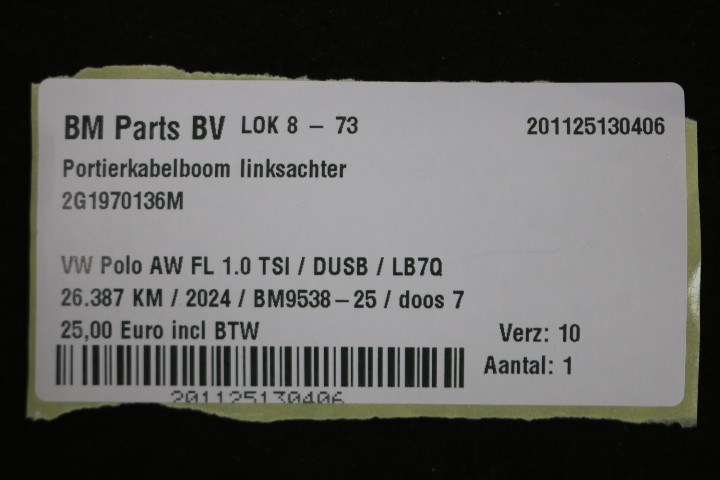 BM Parts BV LOK 8 – 73 201125130406
Portierkabelboom linksachter
2G1970136M
VW Polo AW FL 1.0 TSI / DUSB / LB7Q
26.387 KM / 2024 / BM9538–25 / doos 7
25,00 Euro incl BTW Verz: 10
Aantal: 1
201125130406